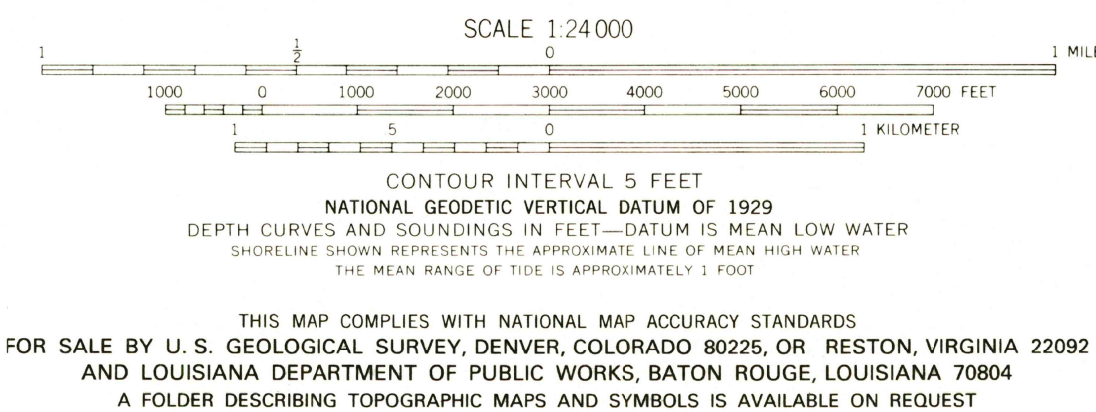 SCALE 1:24 000
1 ½ 0 1 MILE
1000 0 1000 2000 3000 4000 5000 6000 7000 FEET
1 .5 0 1 KILOMETER
CONTOUR INTERVAL 5 FEET
NATIONAL GEODETIC VERTICAL DATUM OF 1929
DEPTH CURVES AND SOUNDINGS IN FEET—DATUM IS MEAN LOW WATER
SHORELINE SHOWN REPRESENTS THE APPROXIMATE LINE OF MEAN HIGH WATER
THE MEAN RANGE OF TIDE IS APPROXIMATELY 1 FOOT
THIS MAP COMPLIES WITH NATIONAL MAP ACCURACY STANDARDS
FOR SALE BY U. S. GEOLOGICAL SURVEY, DENVER, COLORADO 80225, OR RESTON, VIRGINIA 22092
AND LOUISIANA DEPARTMENT OF PUBLIC WORKS, BATON ROUGE, LOUISIANA 70804
A FOLDER DESCRIBING TOPOGRAPHIC MAPS AND SYMBOLS IS AVAILABLE ON REQUEST